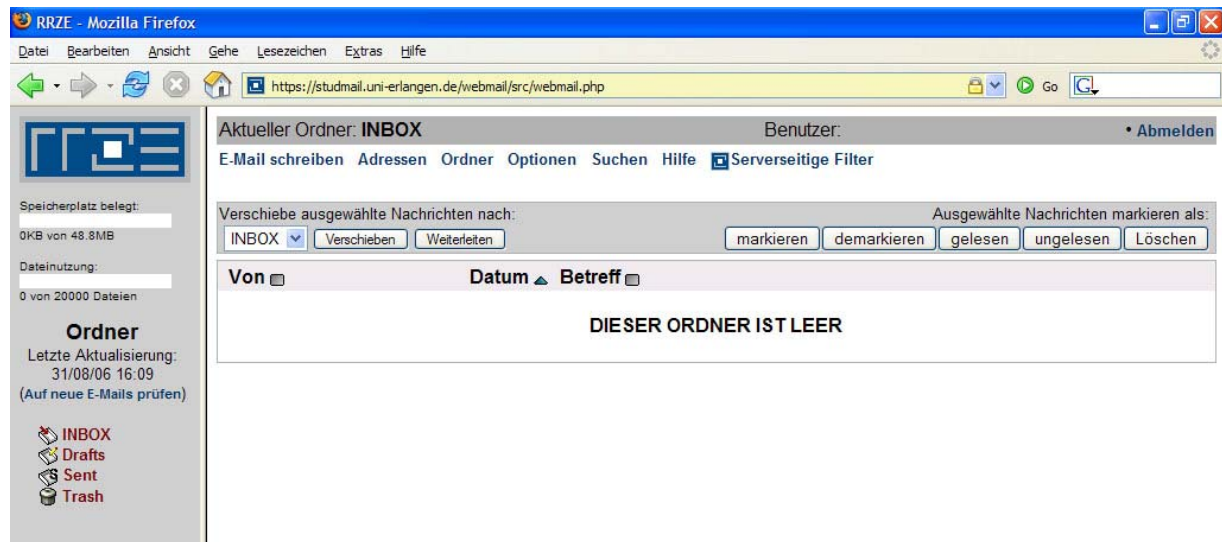 RRZE - Mozilla Firefox
Datei Bearbeiten Ansicht Gehe Lesezeichen Extras Hilfe
https://studmail.uni-erlangen.de/webmail/src/webmail.php Go G
rrze
Speicherplatz belegt:
0KB von 48.8MB
Dateinutzung:
0 von 20000 Dateien
Ordner
Letzte Aktualisierung:
31/08/06 16:09
(Auf neue E-Mails prüfen)
INBOX
Drafts
Sent
Trash
Aktueller Ordner: INBOX Benutzer: • Abmelden
E-Mail schreiben Adressen Ordner Optionen Suchen Hilfe Serverseitige Filter
Verschiebe ausgewählte Nachrichten nach: Ausgewählte Nachrichten markieren als:
INBOX Verschieben Weiterleiten markieren demarkieren gelesen ungelesen Löschen
Von Datum Betreff
DIESER ORDNER IST LEER